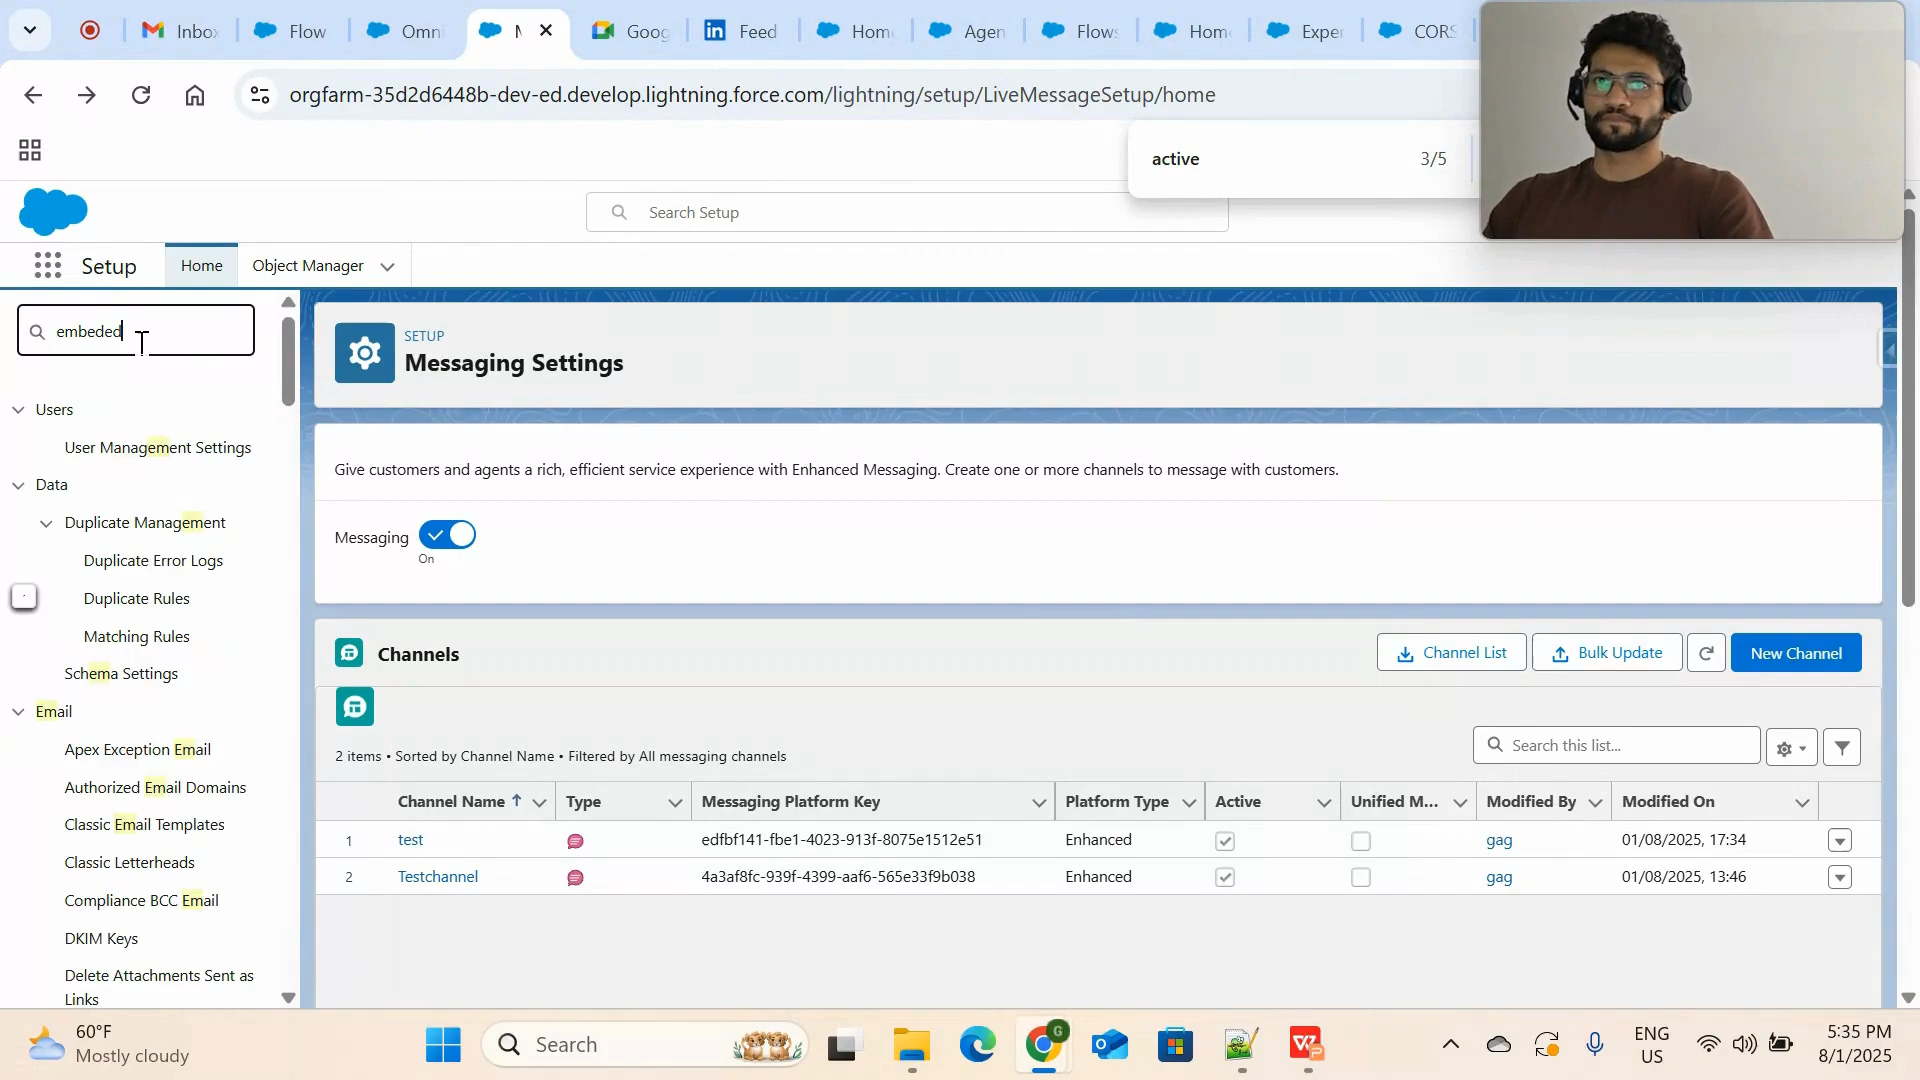 Inbox
Flow
Omni
M
Goog
Feed
Home
Agen
Flows
Home
Exper
CORS
orgfarm-35d2d6448b-dev-ed.develop.lightning.force.com/lightning/setup/LiveMessageSetup/home
active
3/5
Search Setup
Setup
Home
Object Manager
embeded
Users
User Management Settings
Data
Duplicate Management
Duplicate Error Logs
Duplicate Rules
Matching Rules
Schema Settings
Email
Apex Exception Email
Authorized Email Domains
Classic Email Templates
Classic Letterheads
Compliance BCC Email
DKIM Keys
Delete Attachments Sent as
Links
SETUP
Messaging Settings
Give customers and agents a rich, efficient service experience with Enhanced Messaging. Create one or more channels to message with customers.
Messaging
On
Channels
Channel List
Bulk Update
New Channel
2 items • Sorted by Channel Name • Filtered by All messaging channels
Search this list...
Channel Name Type Messaging Platform Key Platform Type Active Unified M... Modified By Modified On
1 test edfbf141-fbe1-4023-913f-8075e1512e51 Enhanced gag 01/08/2025, 17:34
2 Testchannel 4a3af8fc-939f-4399-aaf6-565e33f9b038 Enhanced gag 01/08/2025, 13:46
60°F
Mostly cloudy
Search
G
ENG
US
5:35 PM
8/1/2025